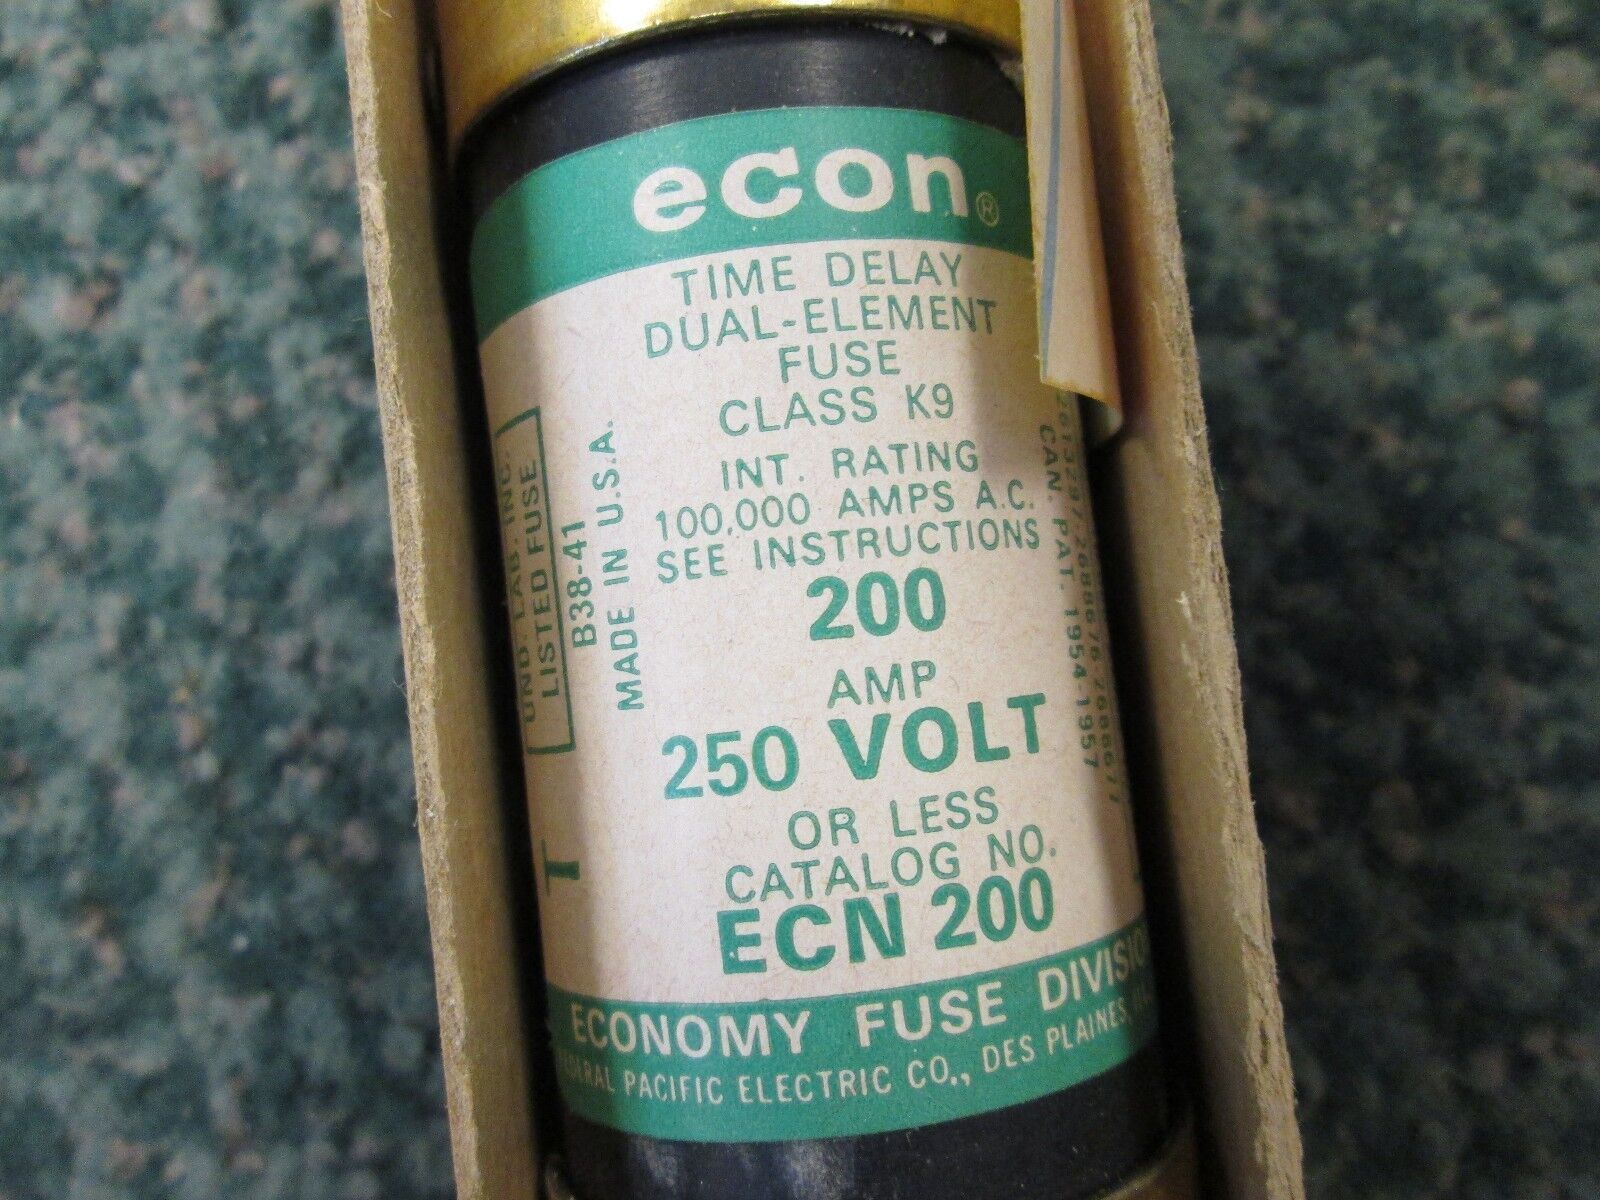 econ®
TIME DELAY
DUAL-ELEMENT
FUSE
CLASS K9
INT. RATING
100,000 AMPS A.C.
SEE INSTRUCTIONS
200
AMP
250 VOLT
OR LESS
CATALOG NO.
ECN 200
ECONOMY FUSE DIVISION
FEDERAL PACIFIC ELECTRIC CO., DES PLAINES,
UND. LAB. INC.
LISTED FUSE
B38-41
MADE IN U.S.A.
T
CAN. PAT. 1954 1957